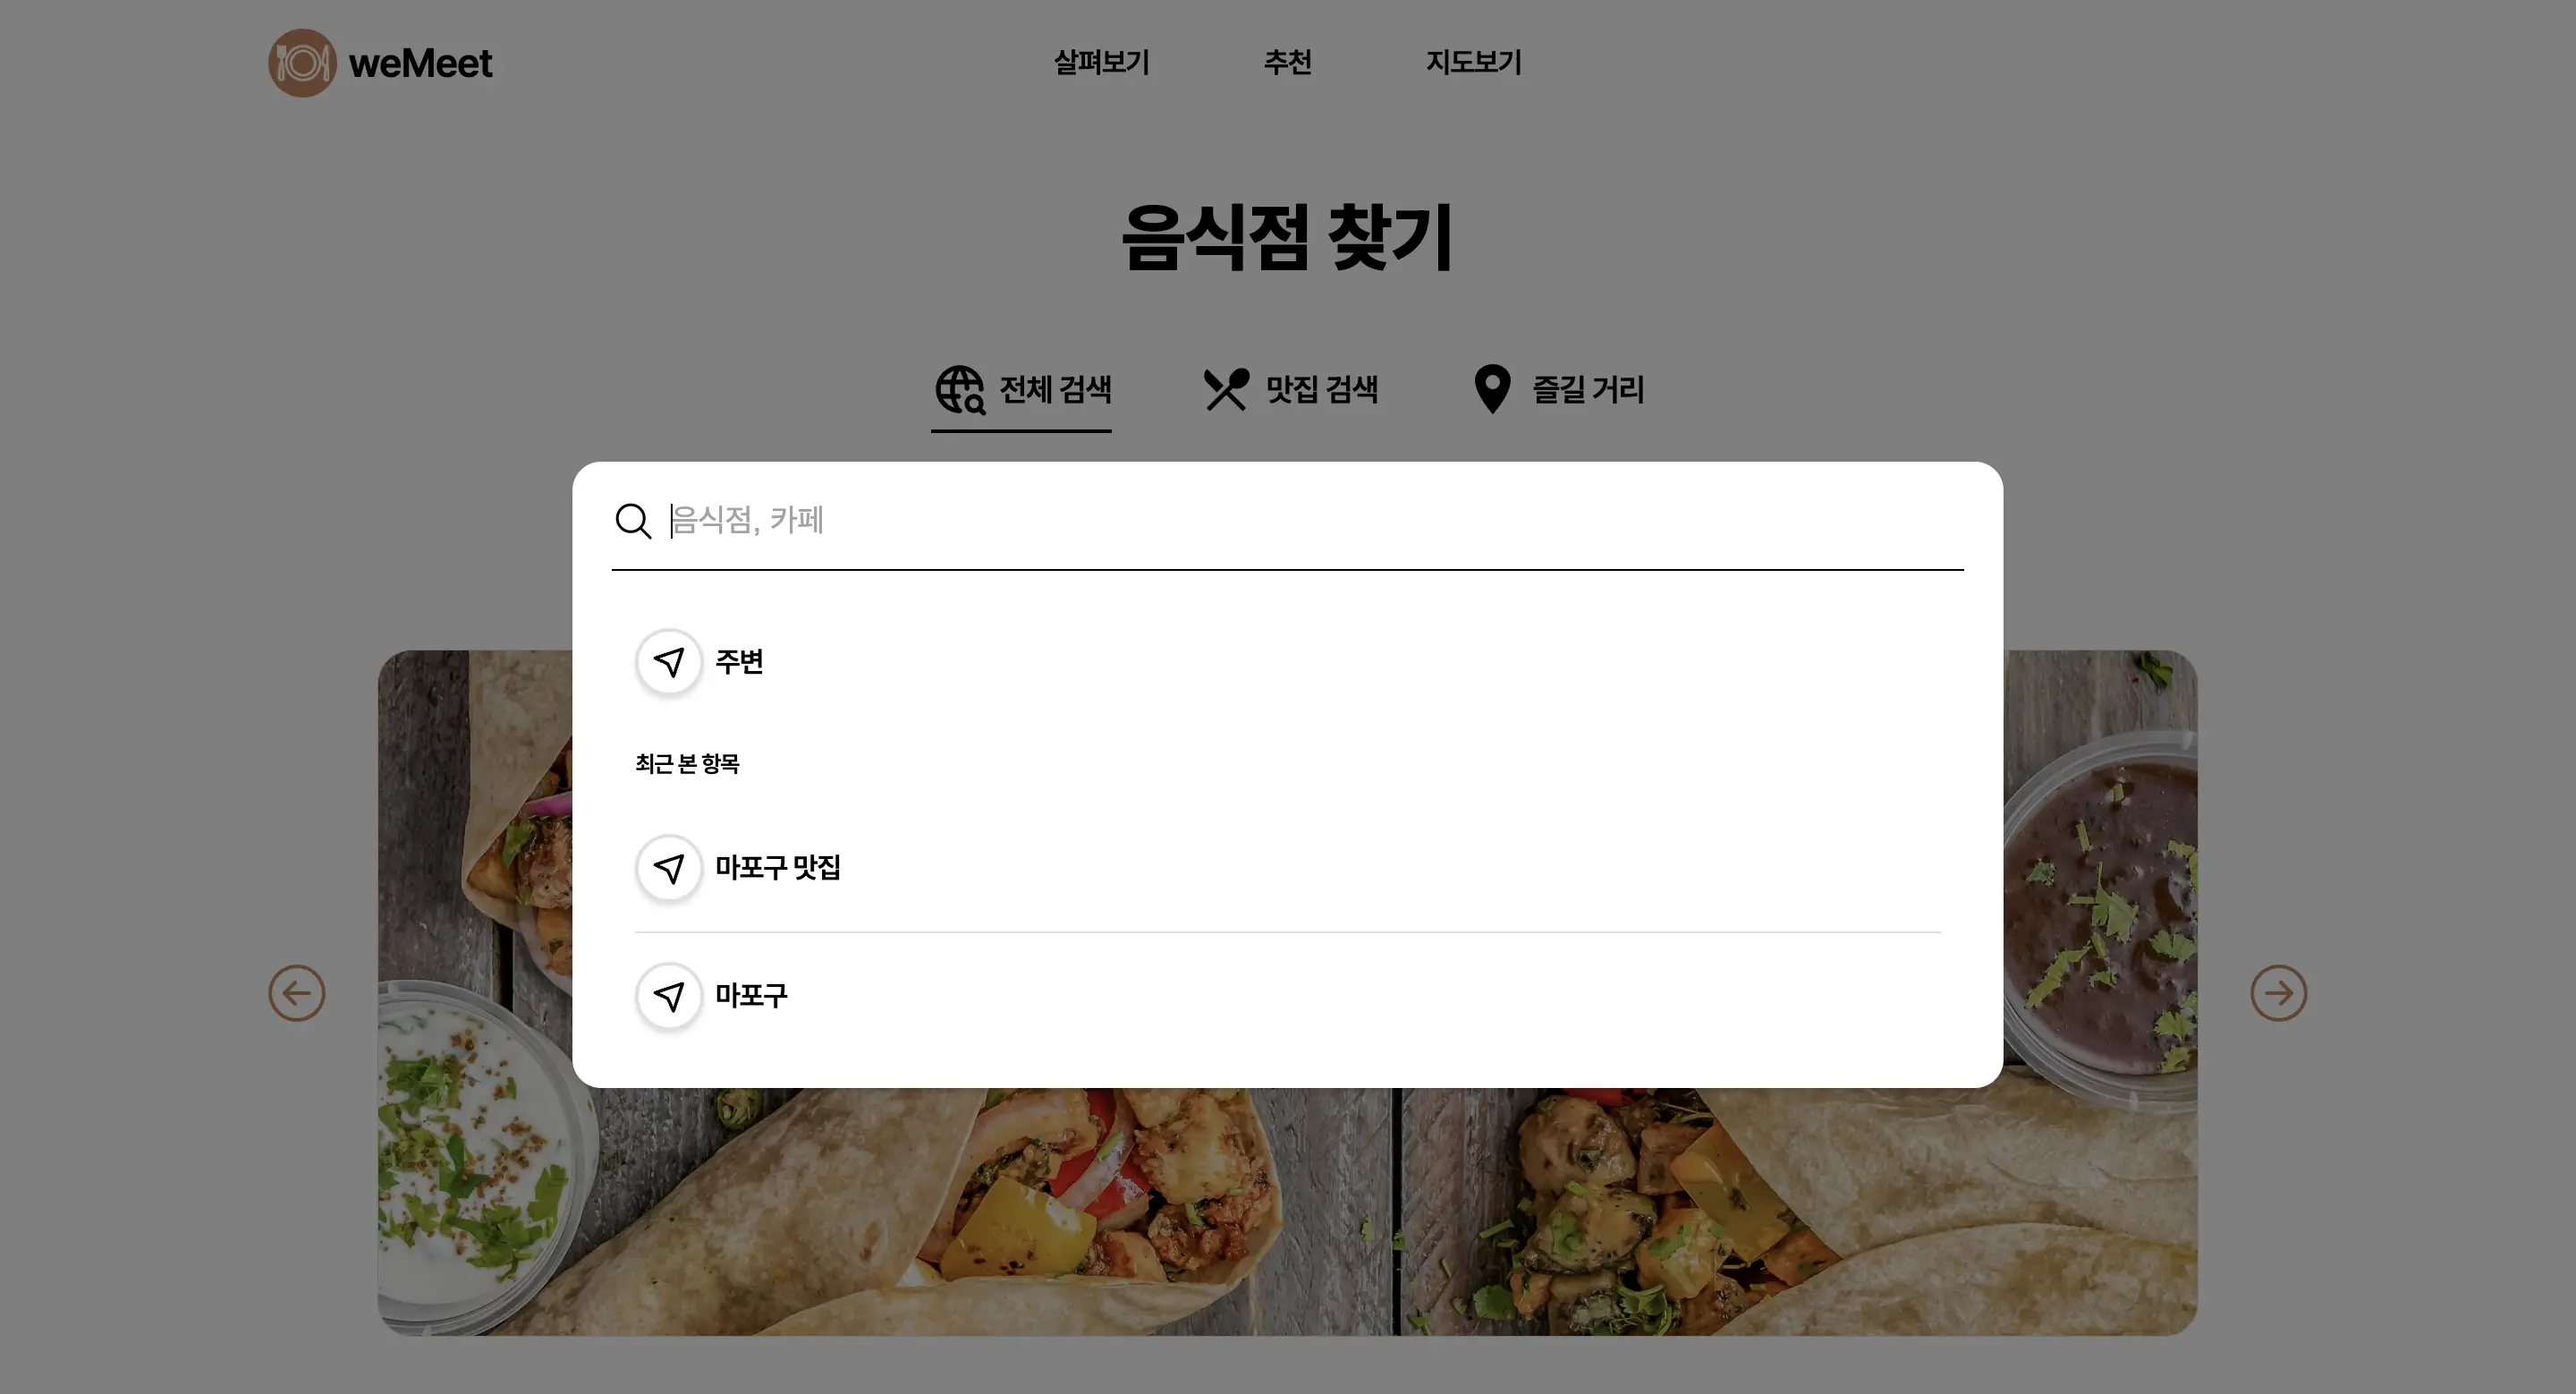 weMeet
살펴보기 추천 지도보기
음식점 찾기
전체 검색 맛집 검색 즐길 거리
음식점, 카페
주변
최근 본 항목
마포구 맛집
마포구